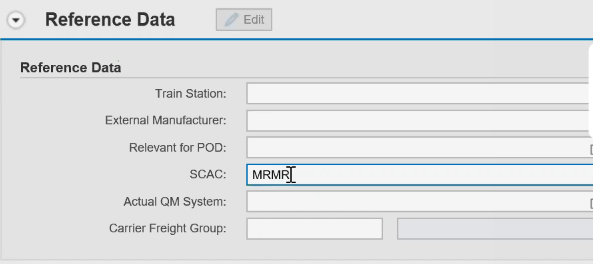 Reference Data Edit
Reference Data
Train Station:
External Manufacturer:
Relevant for POD:
SCAC: MRMR
Actual QM System:
Carrier Freight Group: